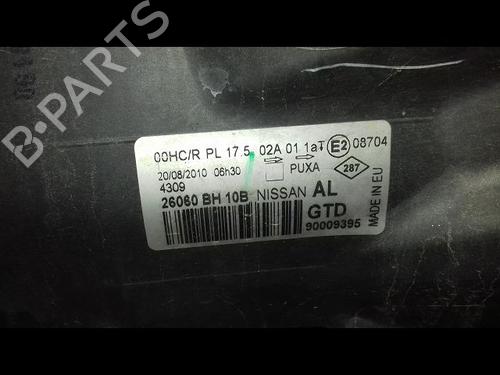 B-PARTS
00HC/R PL 17.5 02A 01 1aT E2 08704
20/08/2010 06h30 PUXA 287
4309
26060 BH 10B NISSAN AL
GTD
90009395
MADE IN EU